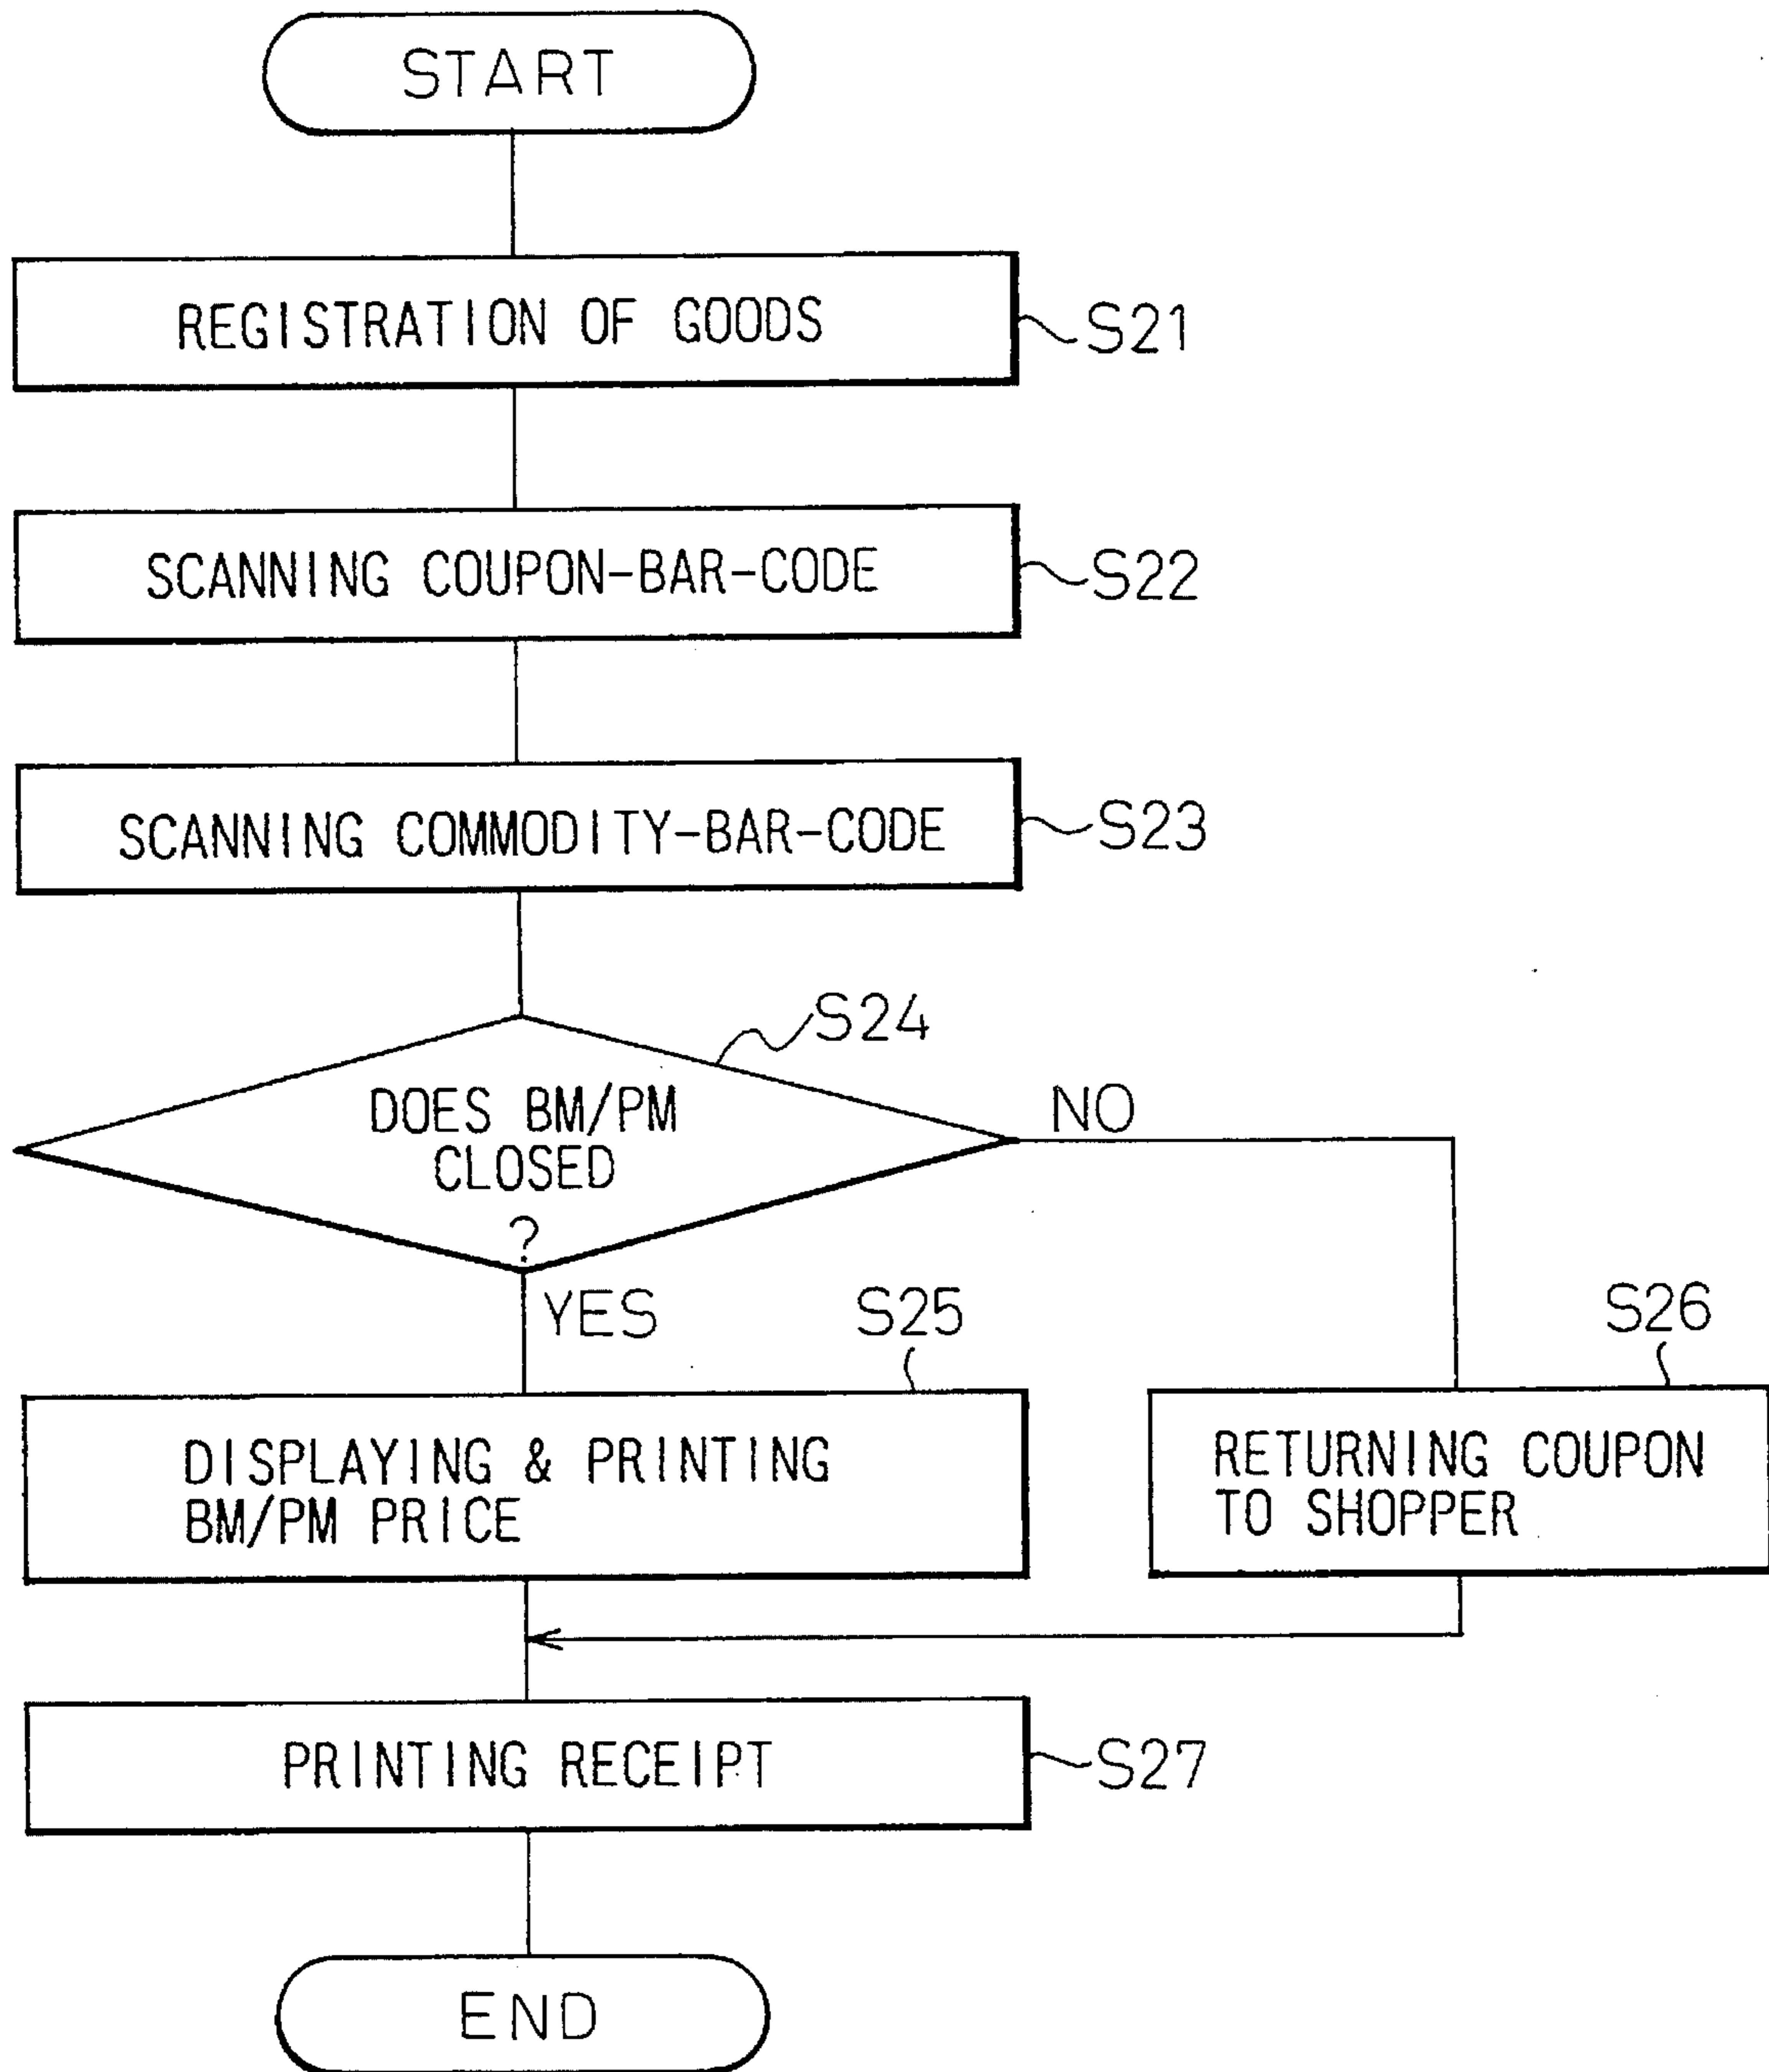 START
REGISTRATION OF GOODS
S21
SCANNING COUPON-BAR-CODE
S22
SCANNING COMMODITY-BAR-CODE
S23
S24
DOES BM/PM
CLOSED
?
NO
YES
S25
S26
DISPLAYING & PRINTING
BM/PM PRICE
RETURNING COUPON
TO SHOPPER
PRINTING RECEIPT
S27
END